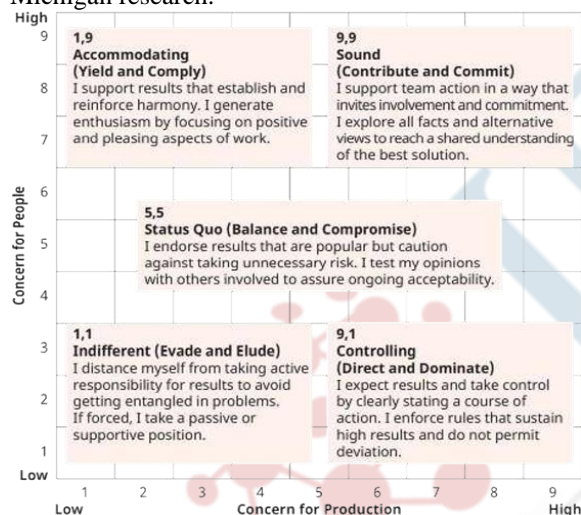 Michigan research.
High
9
8
7
6
5
4
3
2
1
Low
Concern for People
1,9
Accommodating
(Yield and Comply)
I support results that establish and
reinforce harmony. I generate
enthusiasm by focusing on positive
and pleasing aspects of work.
9,9
Sound
(Contribute and Commit)
I support team action in a way that
invites involvement and commitment.
I explore all facts and alternative
views to reach a shared understanding
of the best solution.
5,5
Status Quo (Balance and Compromise)
I endorse results that are popular but caution
against taking unnecessary risk. I test my opinions
with others involved to assure ongoing acceptability.
1,1
Indifferent (Evade and Elude)
I distance myself from taking active
responsibility for results to avoid
getting entangled in problems.
If forced, I take a passive or
supportive position.
9,1
Controlling
(Direct and Dominate)
I expect results and take control
by clearly stating a course of
action. I enforce rules that sustain
high results and do not permit
deviation.
1 2 3 4 5 6 7 8 9
Low Concern for Production High